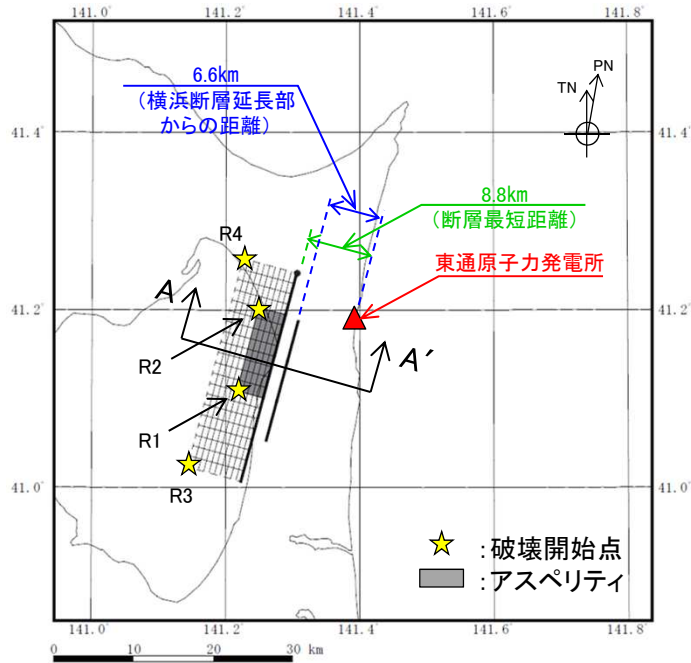 141.0°
141.2°
141.4°
141.6°
141.8°
6.6km
(横浜断層延長部
からの距離)
PN
TN
41.4°
41.4°
8.8km
(断層最短距離)
R4
東通原子力発電所
A
41.2°
41.2°
A′
R2
R1
R3
41.0°
41.0°
:破壊開始点
:アスペリティ
141.0°
141.2°
141.4°
141.6°
141.8°
0 10 20 30 km